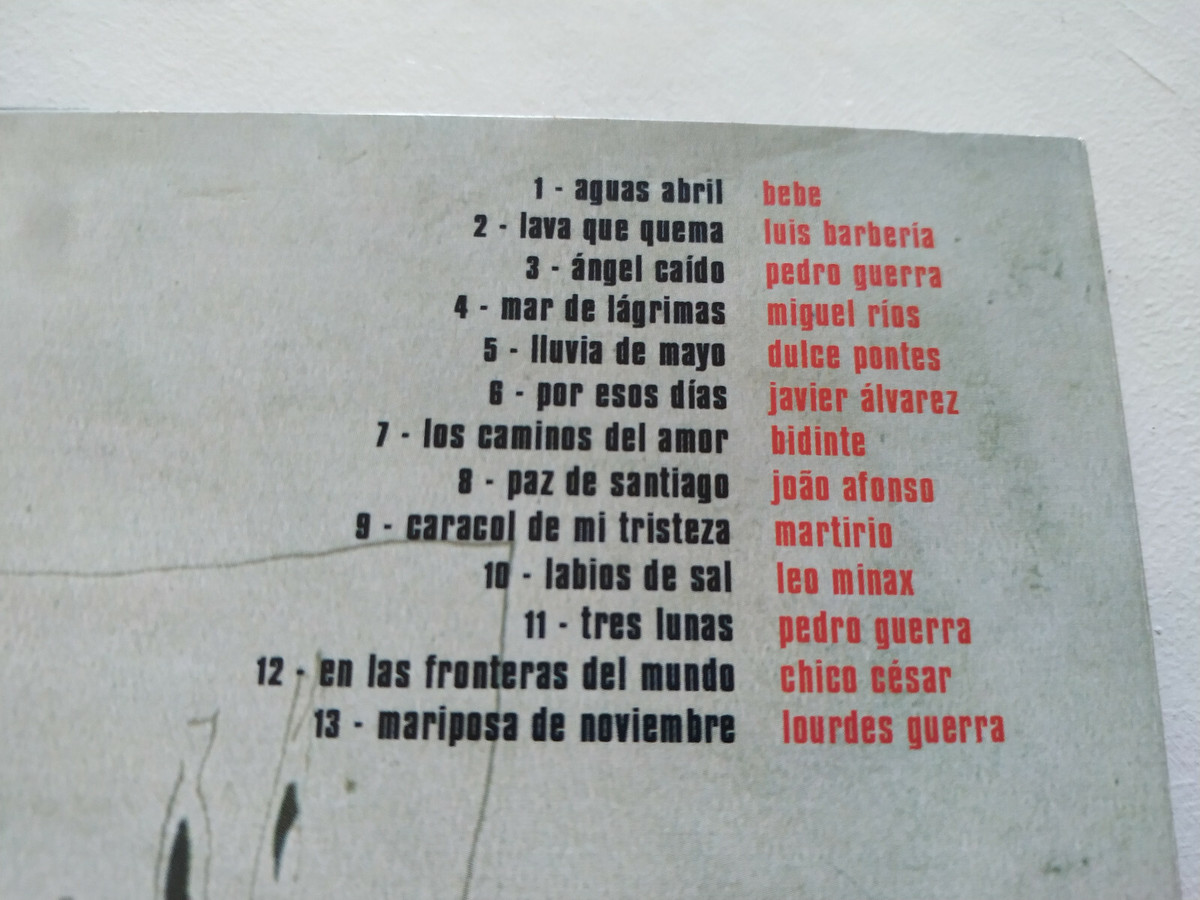 1 - aguas abril bebe
2 - lava que quema luis barbería
3 - ángel caído pedro guerra
4 - mar de lágrimas miguel ríos
5 - lluvia de mayo dulce pontes
6 - por esos días javier álvarez
7 - los caminos del amor bidinte
8 - paz de santiago joão afonso
9 - caracol de mi tristeza martirio
10 - labios de sal leo minax
11 - tres lunas pedro guerra
12 - en las fronteras del mundo chico césar
13 - mariposa de noviembre lourdes guerra